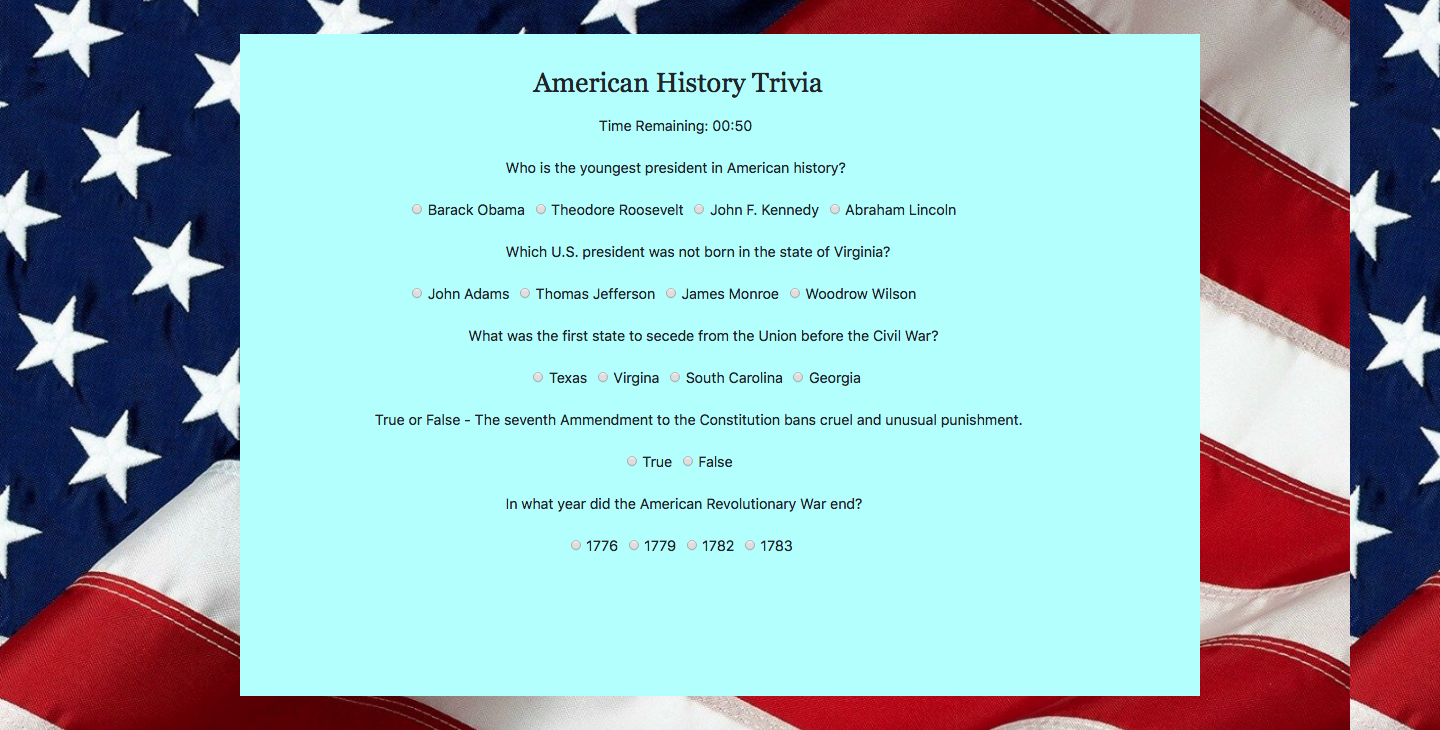 American History Trivia
Time Remaining: 00:50
Who is the youngest president in American history?
Barack Obama Theodore Roosevelt John F. Kennedy Abraham Lincoln
Which U.S. president was not born in the state of Virginia?
John Adams Thomas Jefferson James Monroe Woodrow Wilson
What was the first state to secede from the Union before the Civil War?
Texas Virgina South Carolina Georgia
True or False - The seventh Ammendment to the Constitution bans cruel and unusual punishment.
True False
In what year did the American Revolutionary War end?
1776 1779 1782 1783